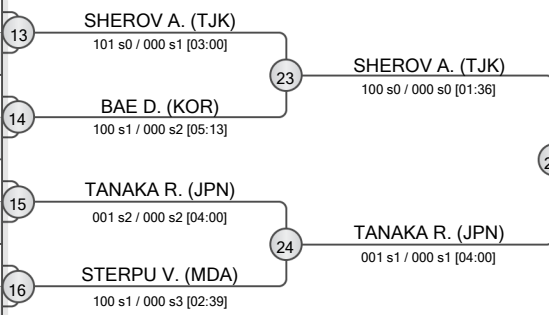 SHEROV A. (TJK)
13
101 s0 / 000 s1 [03:00]
23
SHEROV A. (TJK)
100 s0 / 000 s0 [01:36]
BAE D. (KOR)
14
100 s1 / 000 s2 [05:13]
TANAKA R. (JPN)
15
001 s2 / 000 s2 [04:00]
24
TANAKA R. (JPN)
001 s1 / 000 s1 [04:00]
STERPU V. (MDA)
16
100 s1 / 000 s3 [02:39]